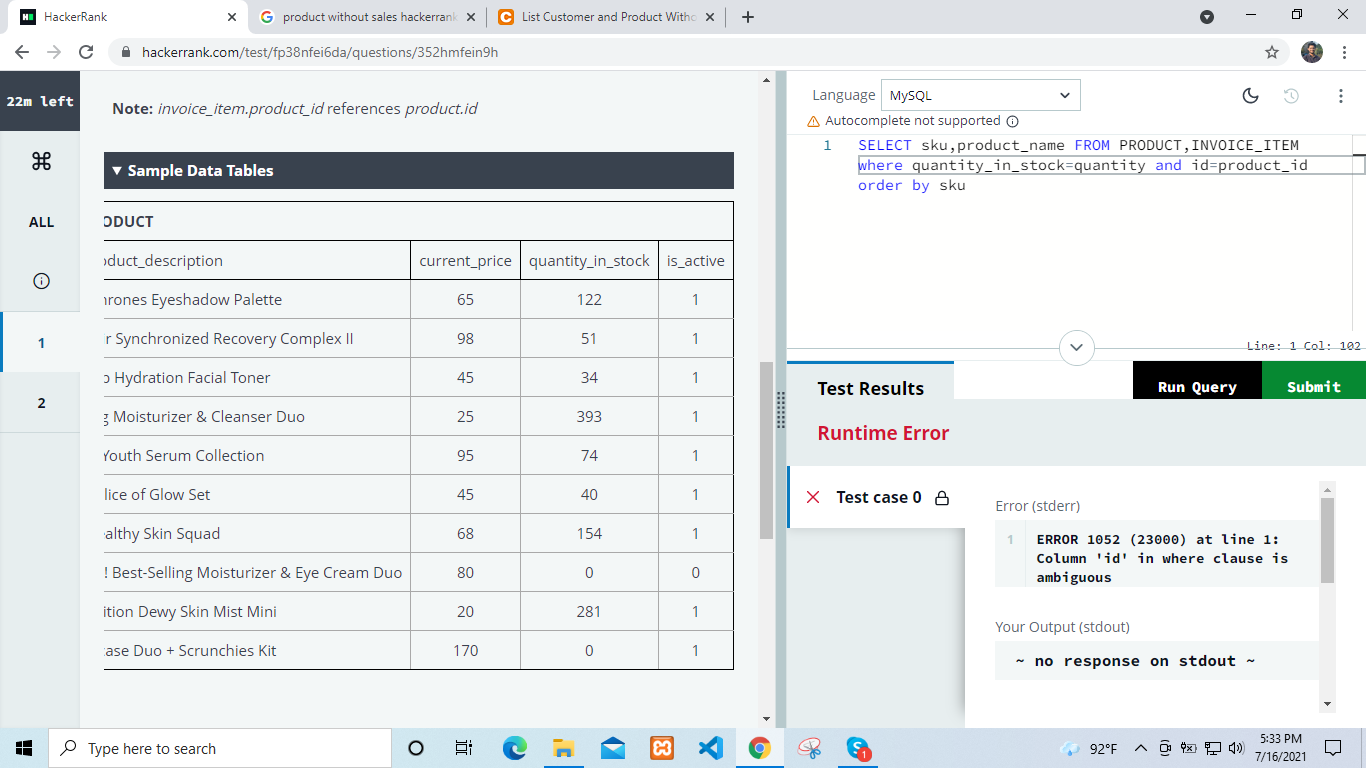 HackerRank
product without sales hackerrank
List Customer and Product Witho
hackerrank.com/test/fp38nfei6da/questions/352hmfein9h
22m left
ALL
1
2
Note: invoice_item.product_id references product.id
Sample Data Tables
ODUCT
oduct_description current_price quantity_in_stock is_active
hrones Eyeshadow Palette 65 122 1
ir Synchronized Recovery Complex II 98 51 1
o Hydration Facial Toner 45 34 1
g Moisturizer & Cleanser Duo 25 393 1
Youth Serum Collection 95 74 1
lice of Glow Set 45 40 1
ealthy Skin Squad 68 154 1
! Best-Selling Moisturizer & Eye Cream Duo 80 0 0
ition Dewy Skin Mist Mini 20 281 1
ase Duo + Scrunchies Kit 170 0 1
Language MySQL
Autocomplete not supported
1 SELECT sku,product_name FROM PRODUCT,INVOICE_ITEM
where quantity_in_stock=quantity and id=product_id
order by sku
Line: 1 Col: 102
Test Results
Run Query
Submit
Runtime Error
Test case 0
Error (stderr)
1 ERROR 1052 (23000) at line 1:
Column 'id' in where clause is
ambiguous
Your Output (stdout)
~ no response on stdout ~
Type here to search
1
92°F
5:33 PM
7/16/2021